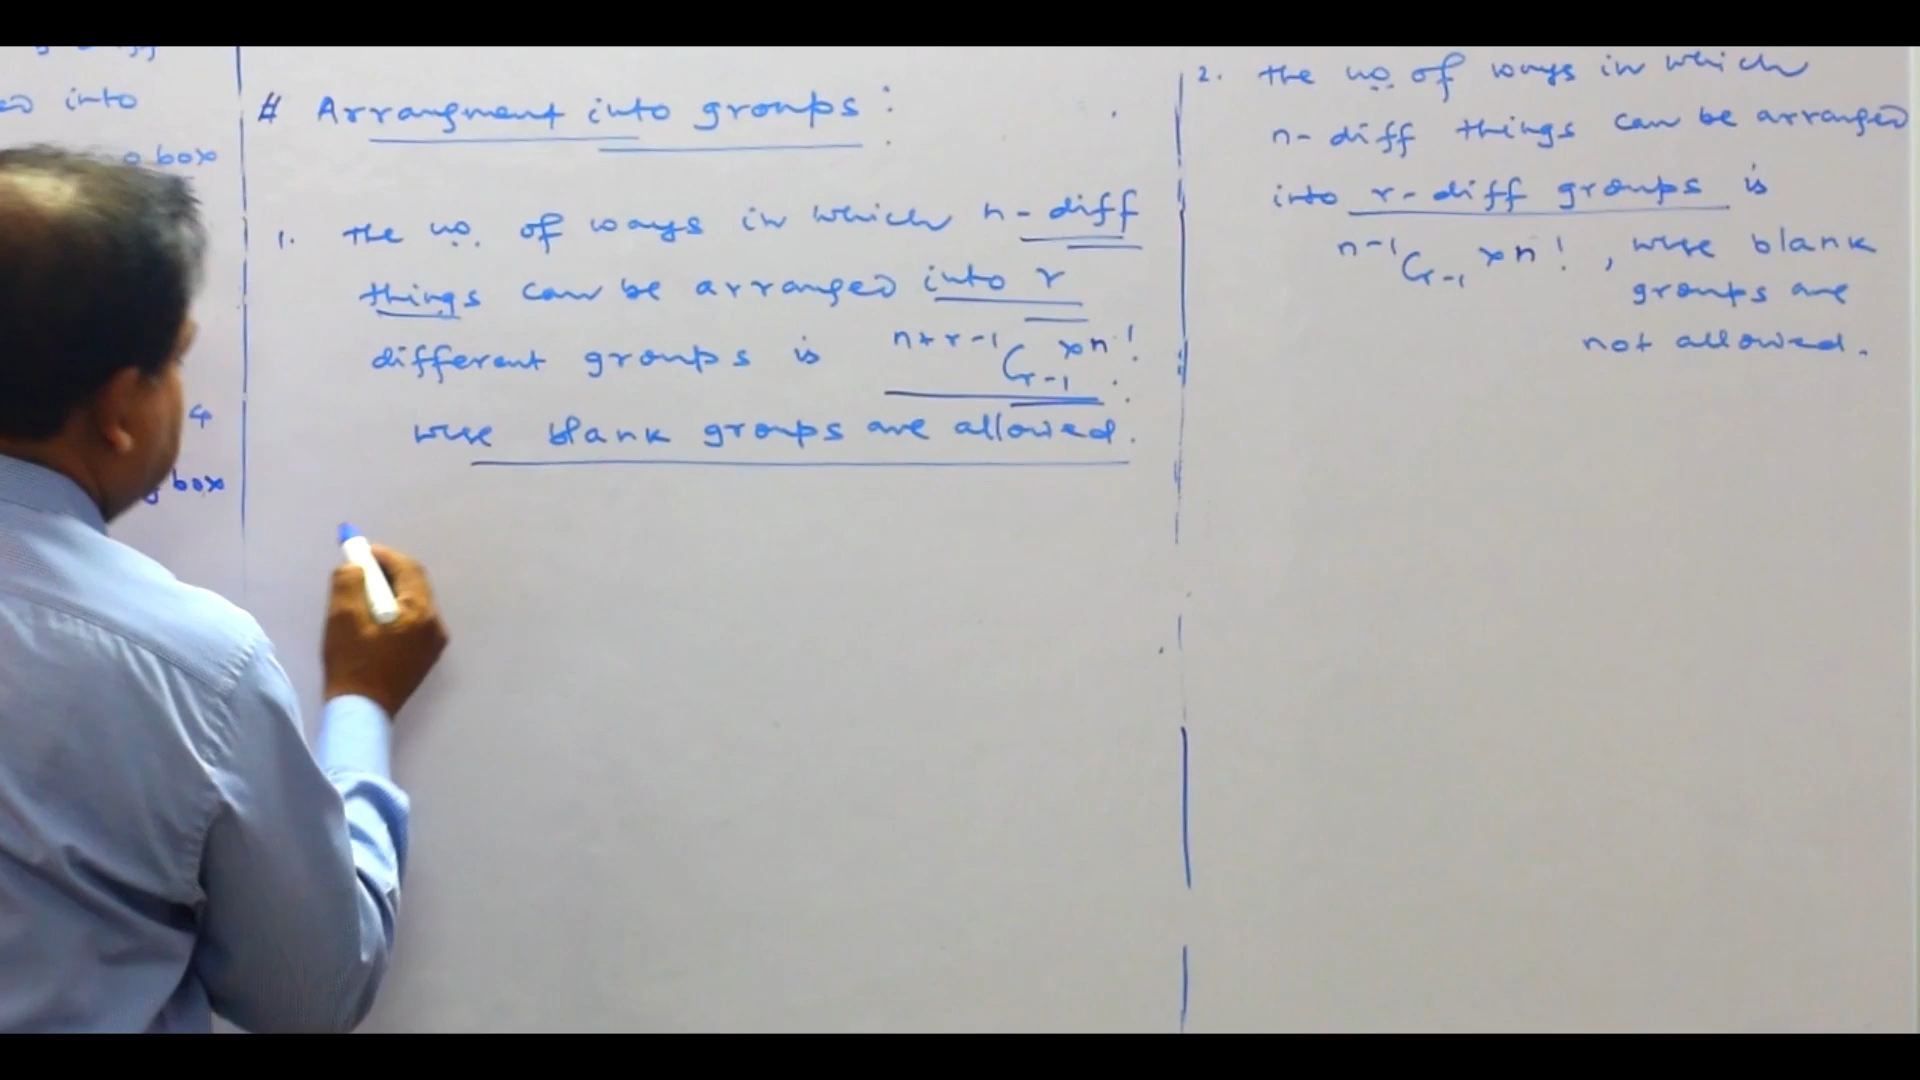 into
box
4
box
# Arrangment into groups :
1. The no. of ways in which n-diff
things can be arranged into r
different groups is n+r-1Cr-1 × n!
wise blank groups are allowed.
2. The no. of ways in which
n-diff things can be arranged
into r-diff groups is
n-1Cr-1 × n! , wise blank
groups are
not allowed.